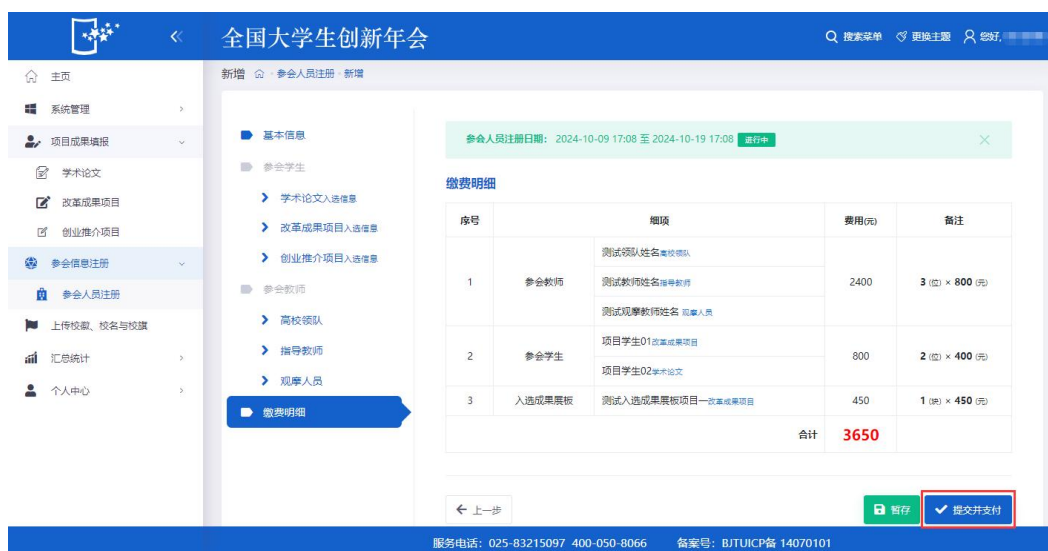 全国大学生创新年会
搜索菜单 更换主题 您好,
主页
系统管理
项目成果填报
学术论文
改革成果项目
创业推介项目
参会信息注册
参会人员注册
上传校徽、校名与校旗
汇总统计
个人中心
新增 参会人员注册 新增
基本信息
参会学生
学术论文入选信息
改革成果项目入选信息
创业推介项目入选信息
参会教师
高校领队
指导教师
观摩人员
缴费明细
参会人员注册日期: 2024-10-09 17:08 至 2024-10-19 17:08 进行中
缴费明细
序号 细项 费用(元) 备注
1 参会教师 测试领队姓名高校领队 2400 3 (位) × 800 (元)
测试教师姓名指导教师
测试观摩教师姓名 观摩人员
2 参会学生 项目学生01改革成果项目 800 2 (位) × 400 (元)
项目学生02学术论文
3 入选成果展板 测试入选成果展板项目一改革成果项目 450 1 (块) × 450 (元)
合计 3650
上一步 暂存 提交并支付
服务电话: 025-83215097 400-050-8066 备案号: BJTUICP备 14070101